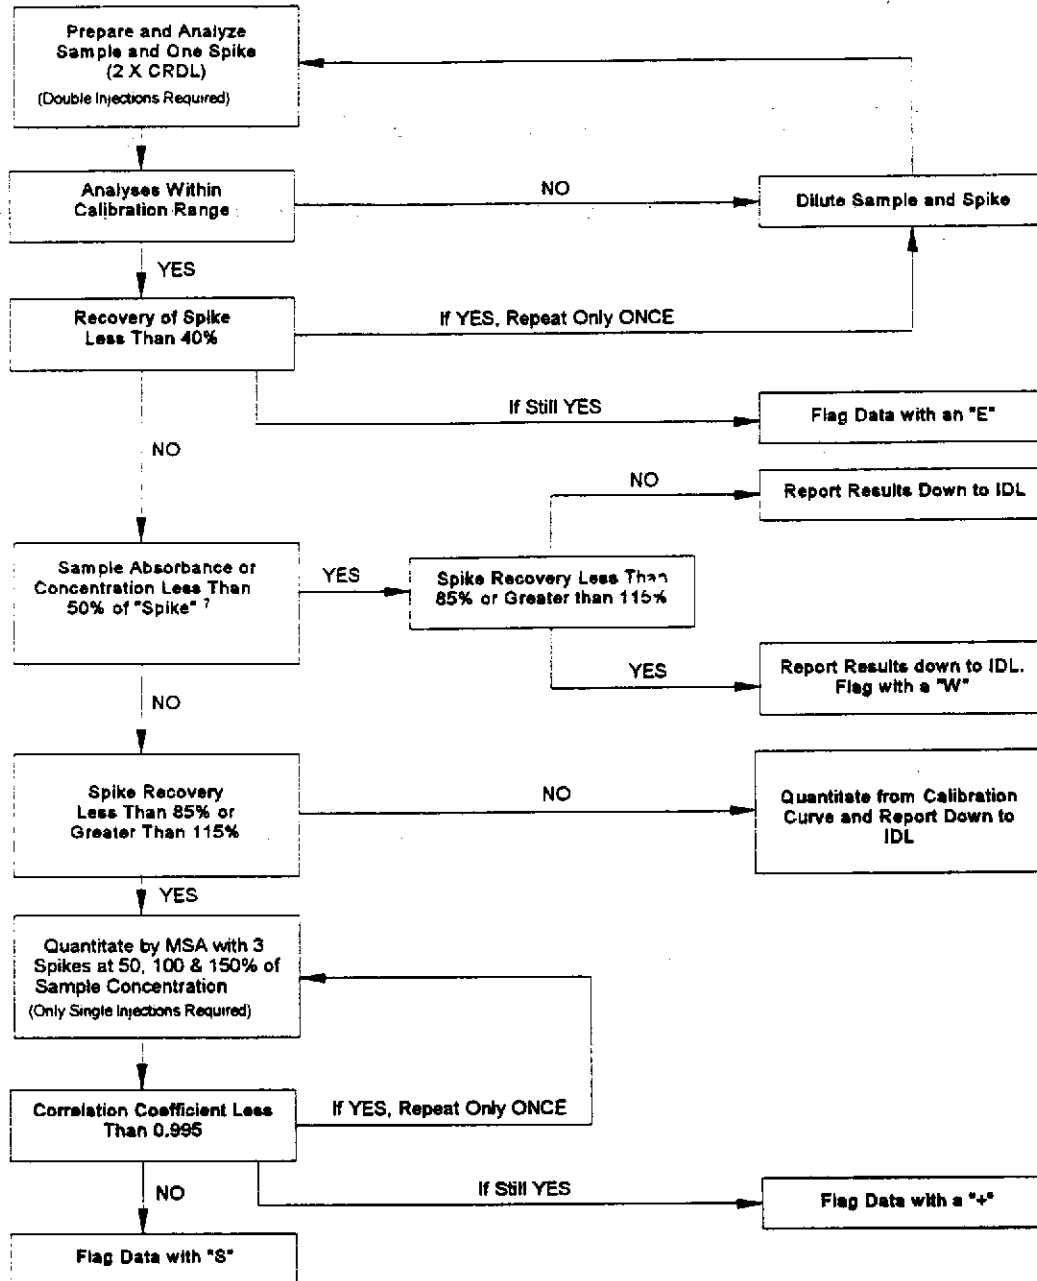 Prepare and Analyze
Sample and One Spike
(2 X CRDL)
(Double Injections Required)
Analyses Within
Calibration Range
NO
Dilute Sample and Spike
YES
Recovery of Spike
Less Than 40%
If YES, Repeat Only ONCE
If Still YES
Flag Data with an "E"
NO
NO
Report Results Down to IDL
Sample Absorbance or
Concentration Less Than
50% of "Spike" 7
YES
Spike Recovery Less Than
85% or Greater than 115%
YES
Report Results down to IDL.
Flag with a "W"
NO
Spike Recovery
Less Than 85% or
Greater Than 115%
NO
Quantitate from Calibration
Curve and Report Down to
IDL
YES
Quantitate by MSA with 3
Spikes at 50, 100 & 150% of
Sample Concentration
(Only Single Injections Required)
Correlation Coefficient Less
Than 0.995
If YES, Repeat Only ONCE
NO
If Still YES
Flag Data with a "+"
Flag Data with "S"